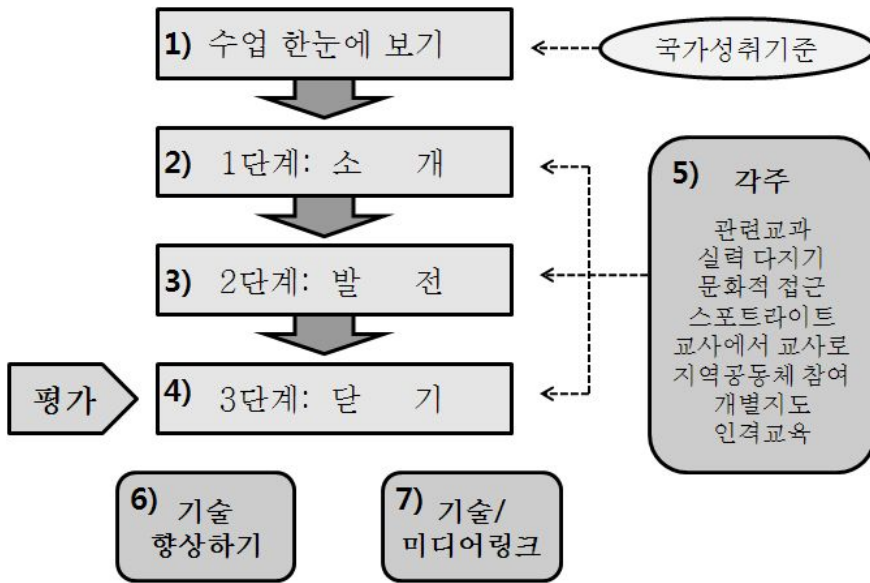 1) 수업 한눈에 보기
국가성취기준
2) 1단계: 소 개
3) 2단계: 발 전
평가
4) 3단계: 닫 기
5) 각주
관련교과
실력 다지기
문화적 접근
스포트라이트
교사에서 교사로
지역공동체 참여
개별지도
인격교육
6) 기술
향상하기
7) 기술/
미디어링크